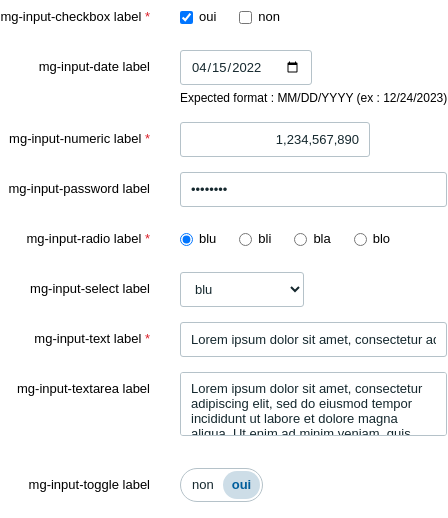 mg-input-checkbox label * oui non
mg-input-date label 04/15/2022
Expected format : MM/DD/YYYY (ex : 12/24/2023)
mg-input-numeric label * 1,234,567,890
mg-input-password label ••••••••
mg-input-radio label * blu bli bla blo
mg-input-select label blu
mg-input-text label * Lorem ipsum dolor sit amet, consectetur ac
mg-input-textarea label Lorem ipsum dolor sit amet, consectetur
adipiscing elit, sed do eiusmod tempor
incididunt ut labore et dolore magna
aliqua. Ut enim ad minim veniam, quis
mg-input-toggle label non oui